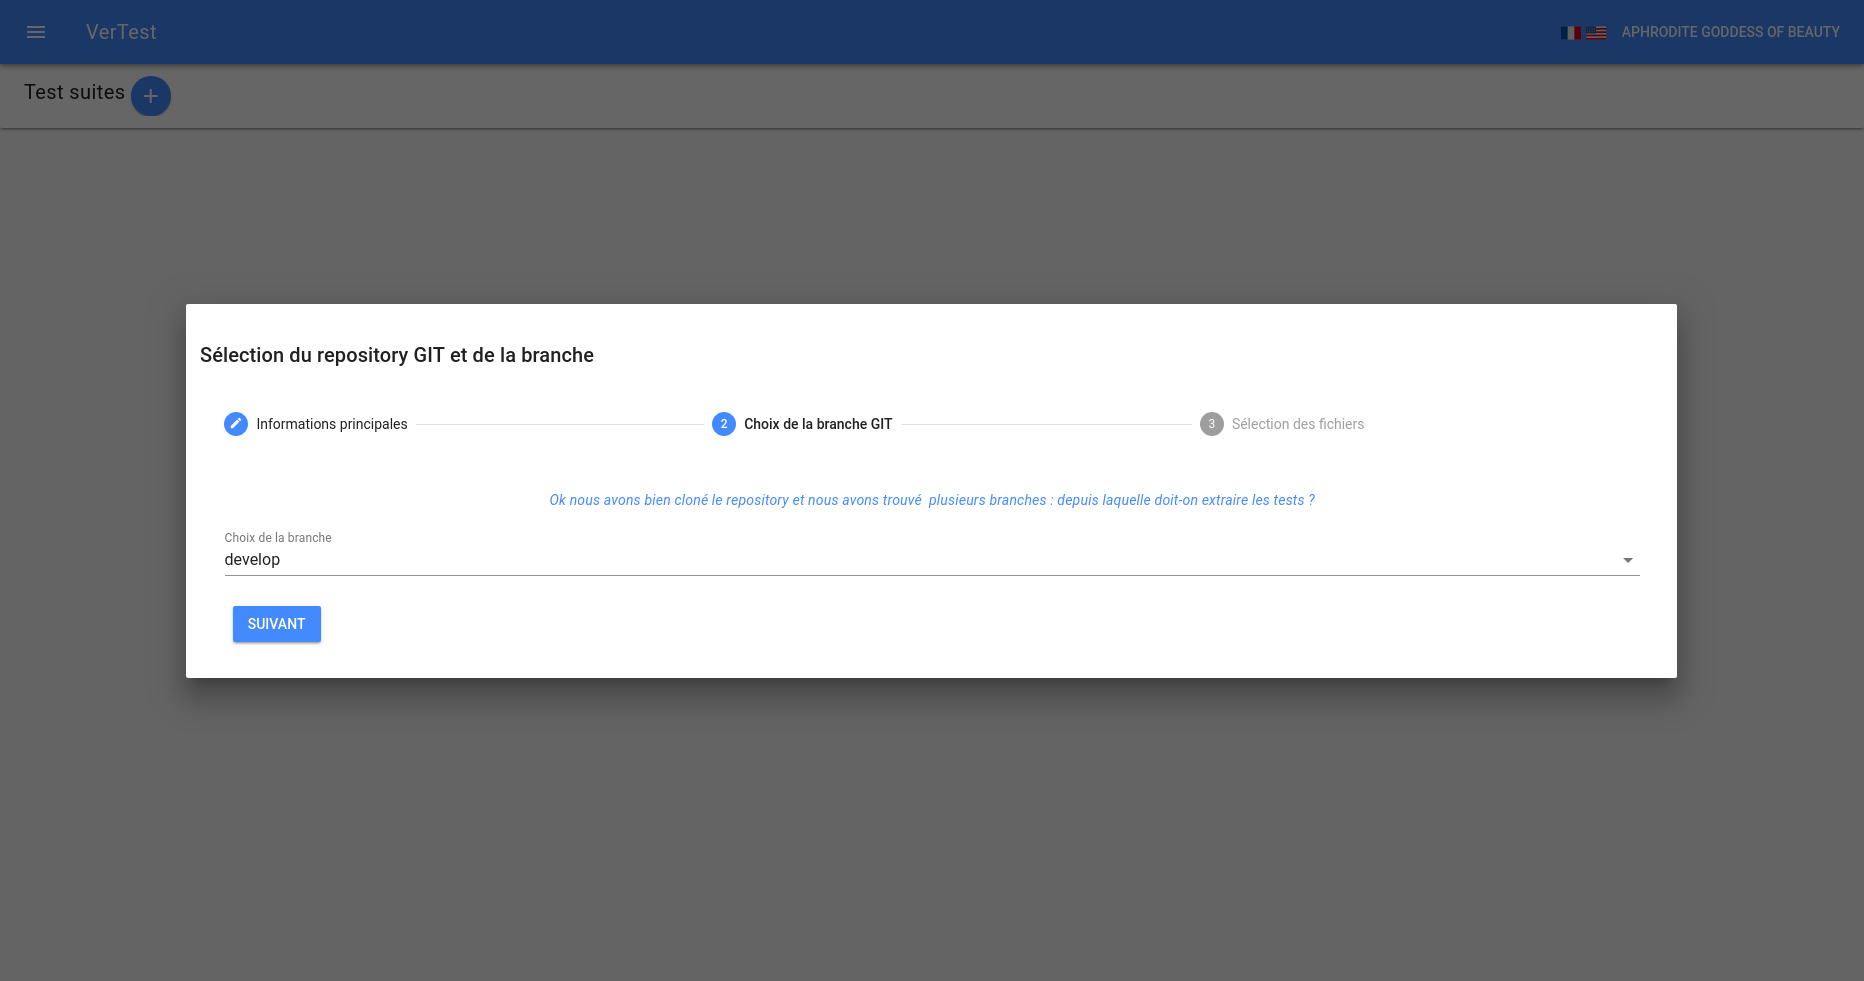 VerTest
APHRODITE GODDESS OF BEAUTY
Test suites
Sélection du repository GIT et de la branche
Informations principales
2 Choix de la branche GIT
3 Sélection des fichiers
Ok nous avons bien cloné le repository et nous avons trouvé  plusieurs branches : depuis laquelle doit-on extraire les tests ?
Choix de la branche
develop
SUIVANT